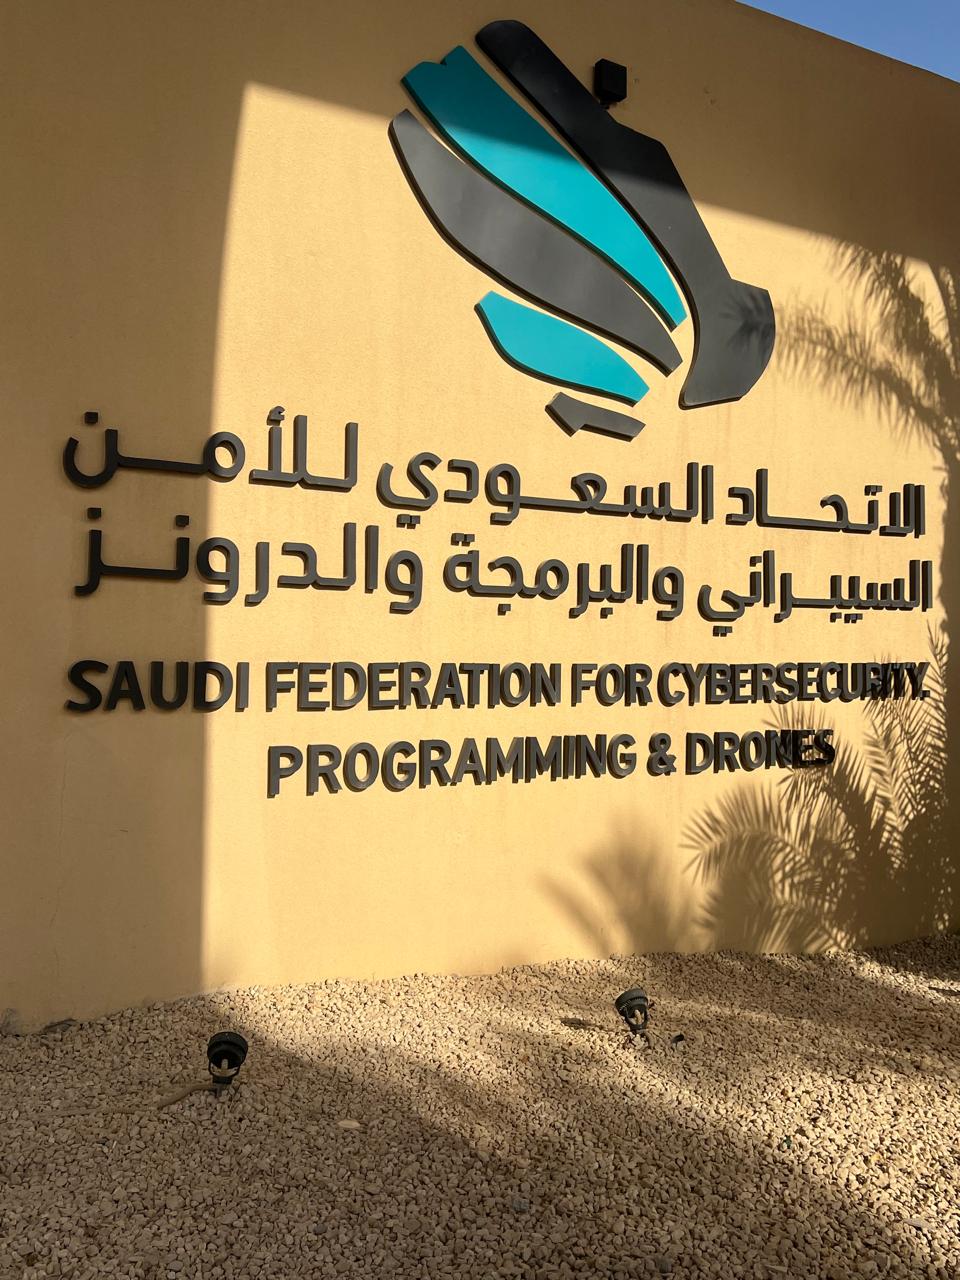 الاتحاد السعودي للأمن
السيبراني والبرمجة والدرونز
SAUDI FEDERATION FOR CYBERSECURITY,
PROGRAMMING & DRONES